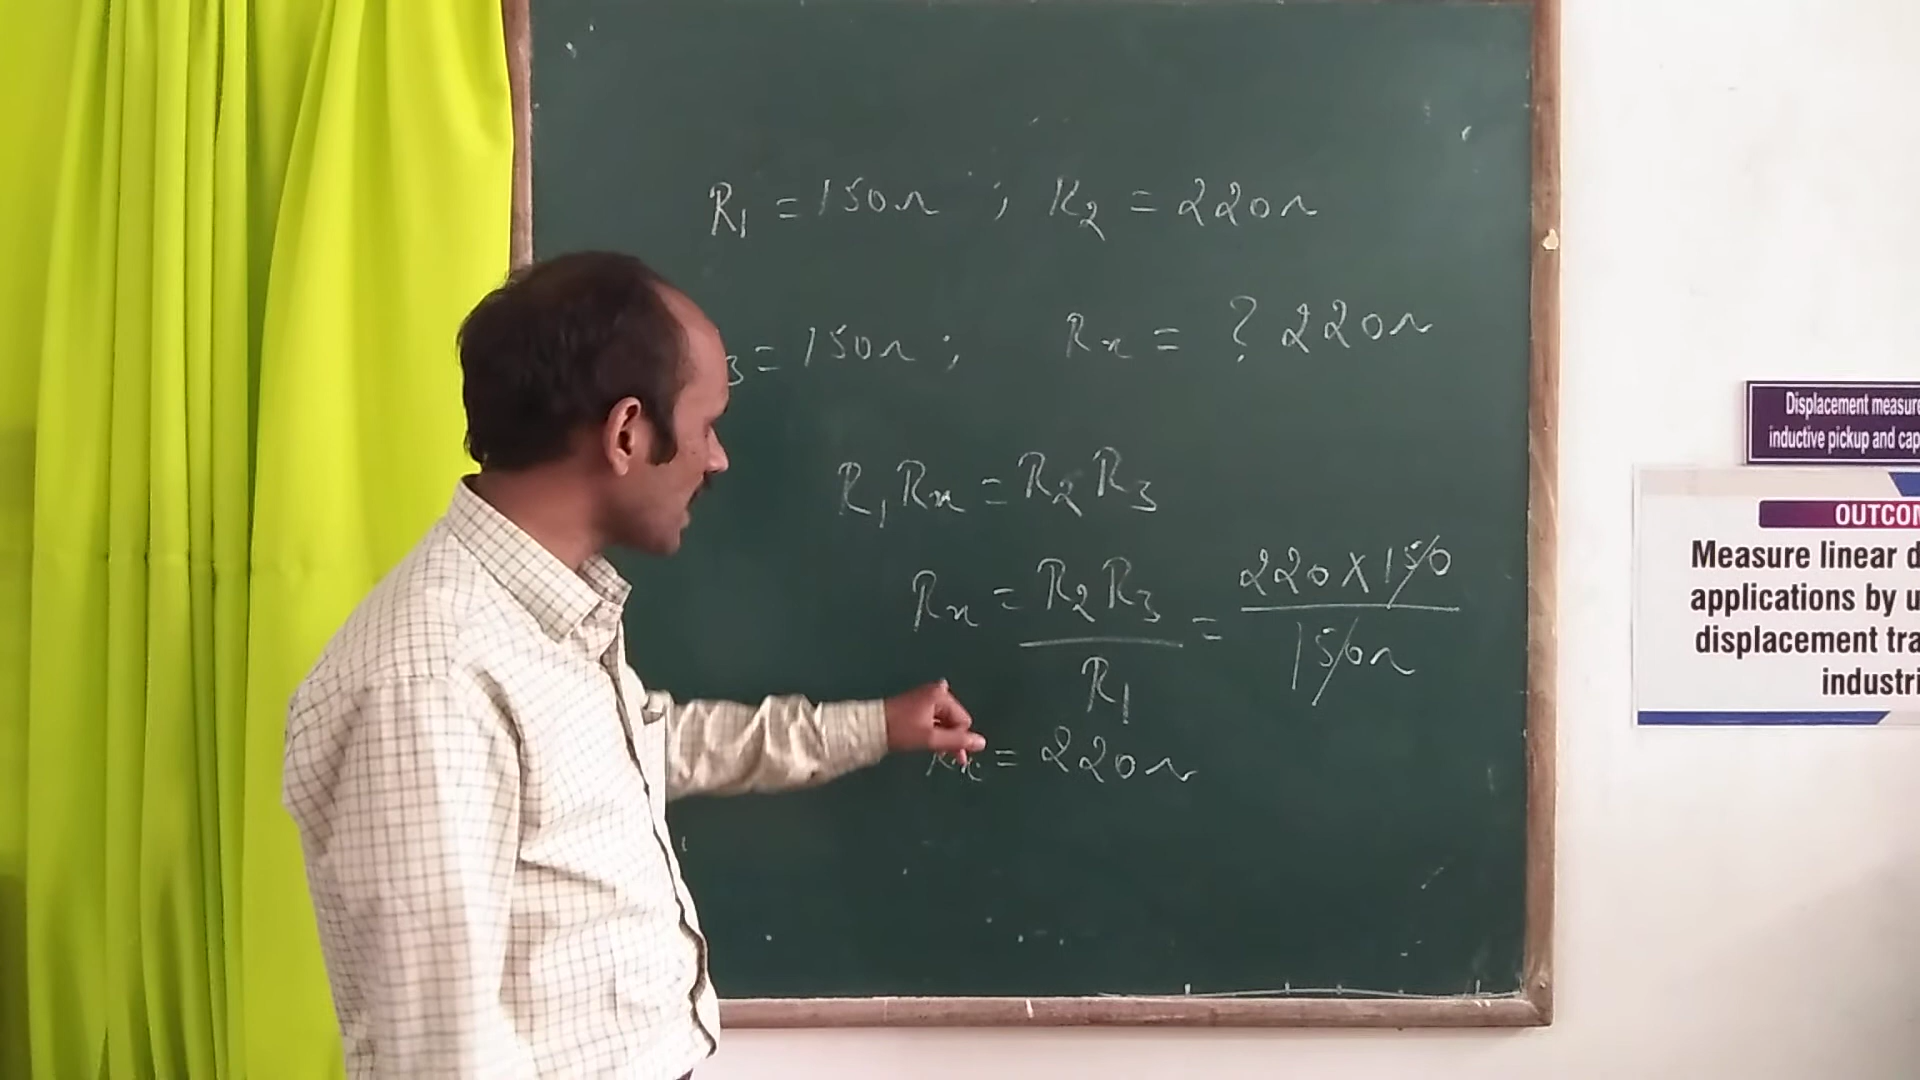 R₁ = 150Ω ; R₂ = 220Ω
₃ = 150Ω ; Rₓ = ? 220Ω
R₁Rₓ = R₂R₃
Rₓ = R₂R₃ = 220 X 150
R₁ 150Ω
Rₓ = 220Ω
Displacement measure
inductive pickup and cap
OUTCOM
Measure linear d
applications by u
displacement tra
industri